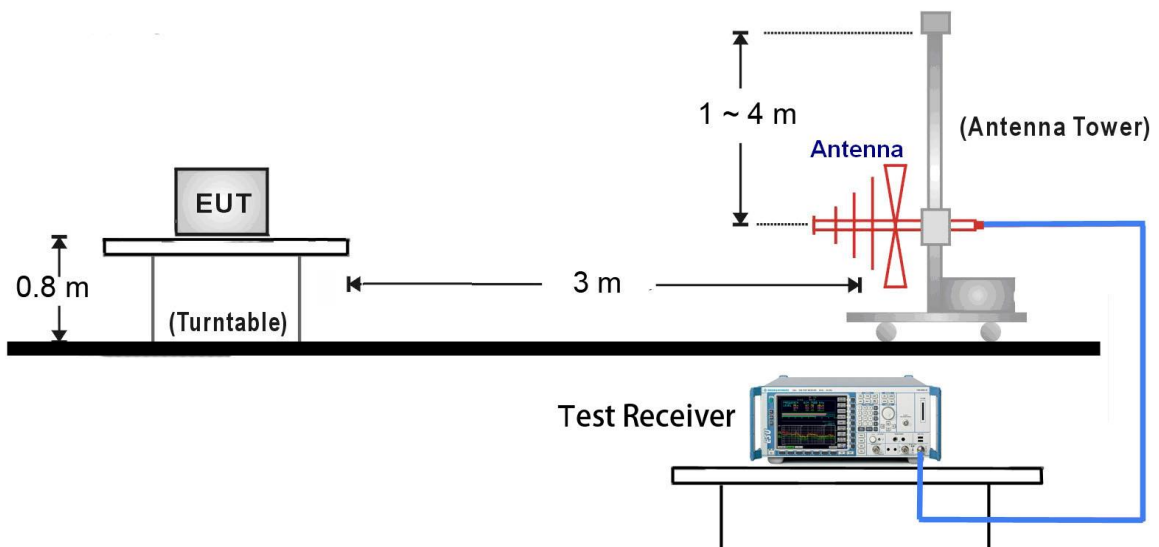 1 ~ 4 m
(Antenna Tower)
Antenna
EUT
0.8 m
3 m
(Turntable)
Test Receiver